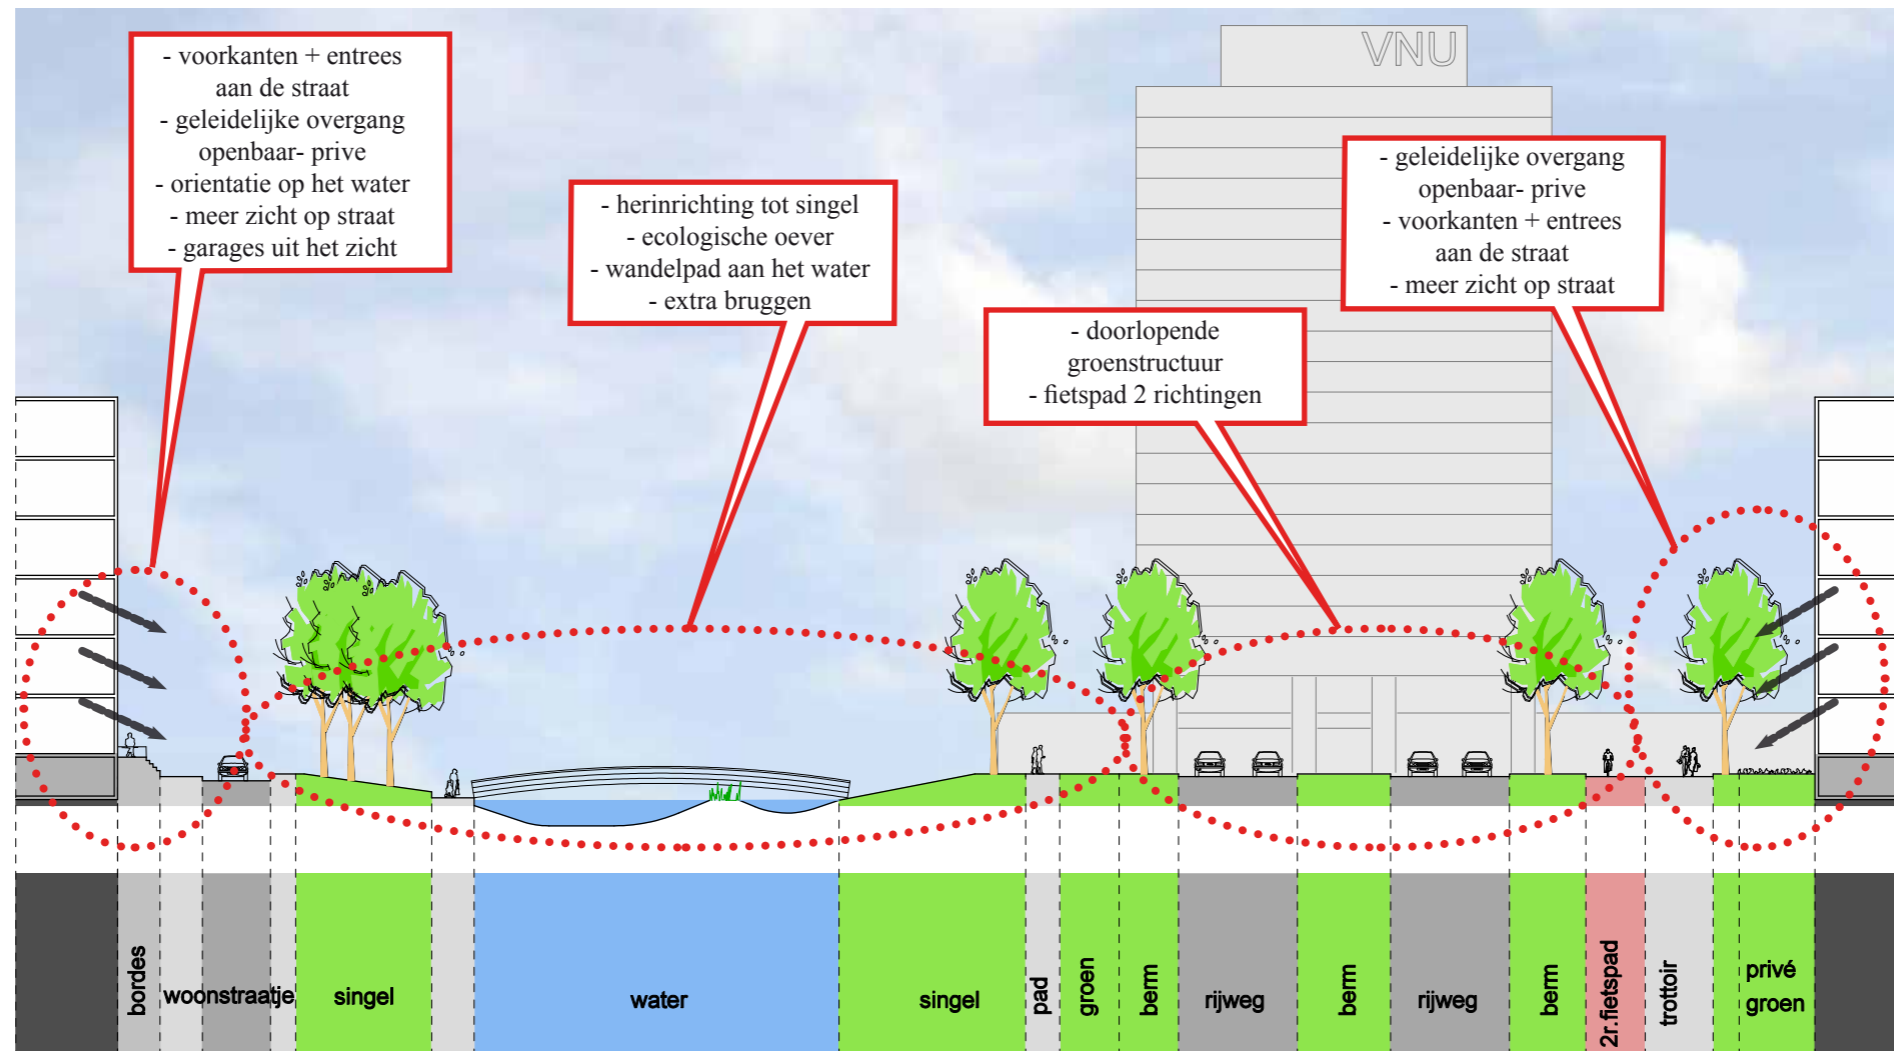 - voorkanten + entrees
aan de straat
- geleidelijke overgang
openbaar- prive
- orientatie op het water
- meer zicht op straat
- garages uit het zicht
- herinrichting tot singel
- ecologische oever
- wandelpad aan het water
- extra bruggen
- doorlopende
groenstructuur
- fietspad 2 richtingen
VNU
- geleidelijke overgang
openbaar- prive
- voorkanten + entrees
aan de straat
- meer zicht op straat
bordes
woonstraatje
singel
water
singel
pad
groen
berm
rijweg
berm
rijweg
berm
2r.fietspad
trottoir
privé
groen